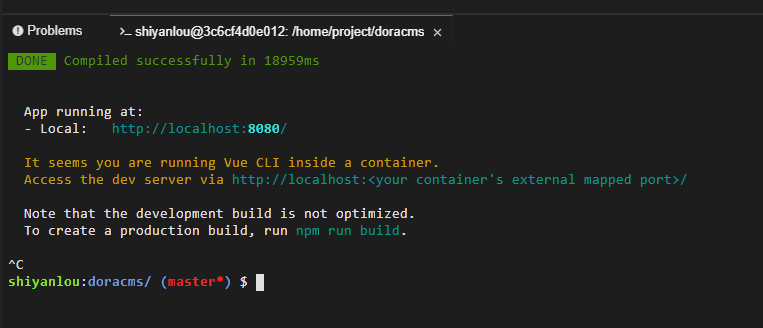 Problems
>_ shiyanlou@3c6cf4d0e012: /home/project/doracms ×
DONE Compiled successfully in 18959ms
App running at:
- Local: http://localhost:8080/
It seems you are running Vue CLI inside a container.
Access the dev server via http://localhost:<your container's external mapped port>/
Note that the development build is not optimized.
To create a production build, run npm run build.
^C
shiyanlou:doracms/ (master*) $